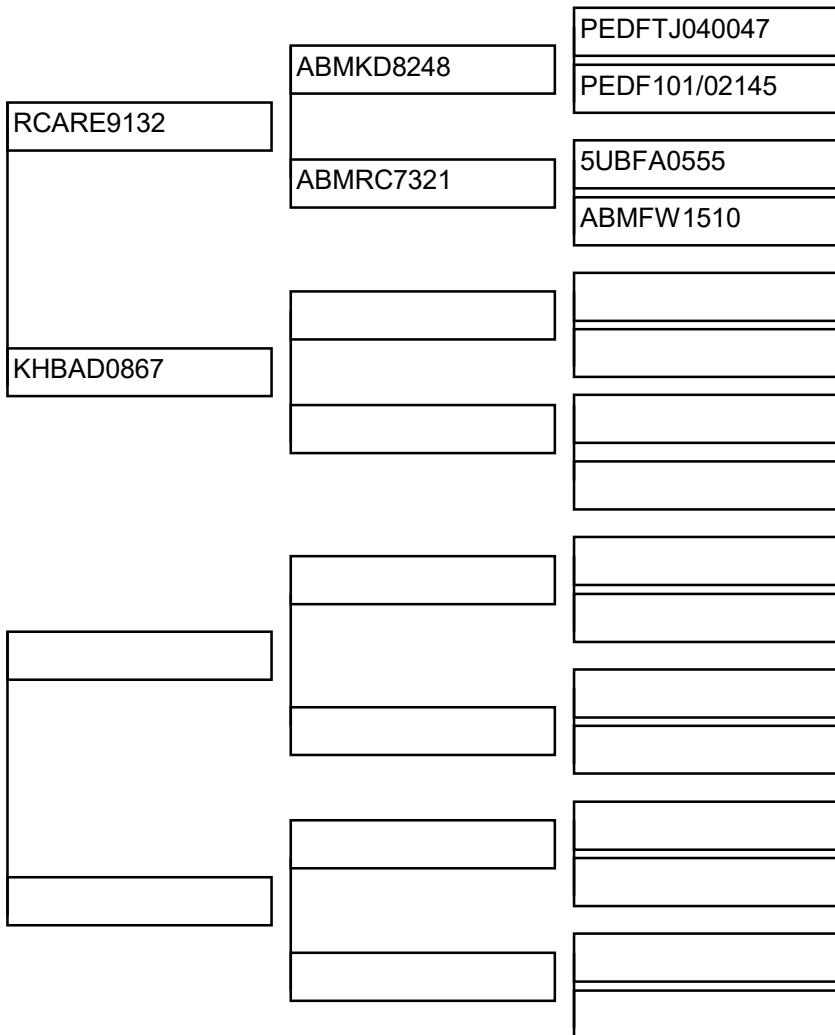 PEDFTJ040047
ABMKD8248
PEDF101/02145
RCARE9132
5UBFA0555
ABMRC7321
ABMFW1510
KHBAD0867